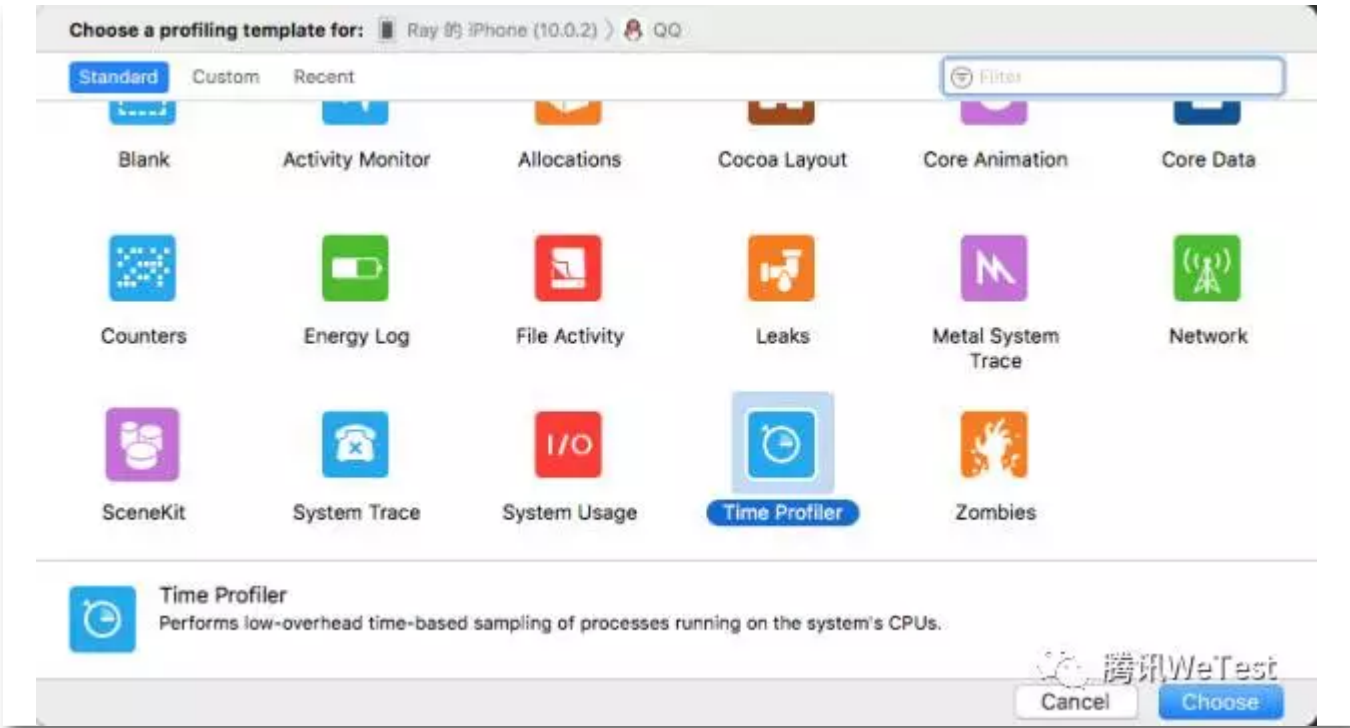 Choose a profiling template for: Ray 的 iPhone (10.0.2) 〉 QQ
Standard Custom Recent Filter
Blank Activity Monitor Allocations Cocoa Layout Core Animation Core Data
Counters Energy Log File Activity Leaks Metal System Trace Network
SceneKit System Trace I/O System Usage Time Profiler Zombies
Time Profiler
Performs low-overhead time-based sampling of processes running on the system's CPUs.
腾讯WeTest
Cancel Choose